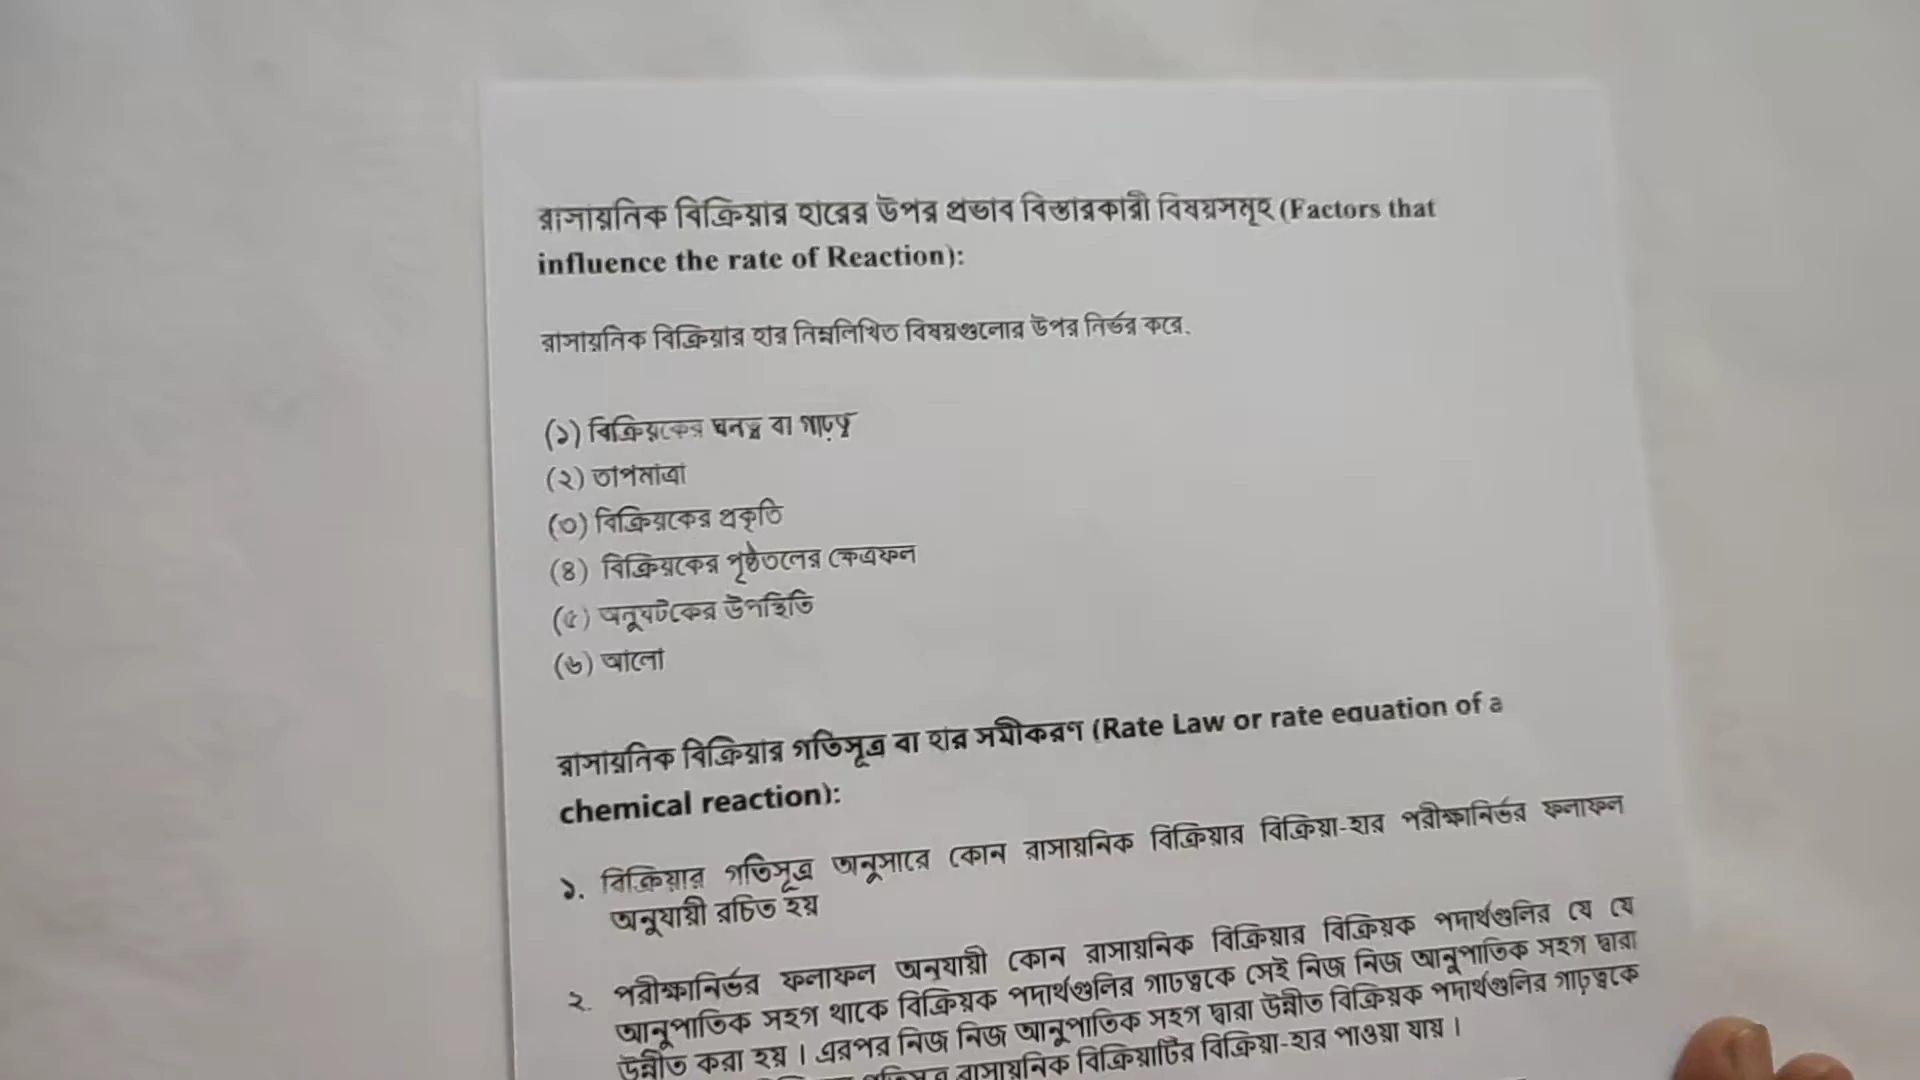 রাসায়নিক বিক্রিয়ার হারের উপর প্রভাব বিস্তারকারী বিষয়সমূহ (Factors that
influence the rate of Reaction):
রাসায়নিক বিক্রিয়ার হার নিম্নলিখিত বিষয়গুলোর উপর নির্ভর করে.
(১) বিক্রিয়কের ঘনত্ব বা গাঢ়ত্ব
(২) তাপমাত্রা
(৩) বিক্রিয়কের প্রকৃতি
(৪) বিক্রিয়কের পৃষ্ঠতলের ক্ষেত্রফল
(৫) অনুঘটকের উপস্থিতি
(৬) আলো
রাসায়নিক বিক্রিয়ার গতিসূত্র বা হার সমীকরণ (Rate Law or rate equation of a
chemical reaction):
১. বিক্রিয়ার গতিসূত্র অনুসারে কোন রাসায়নিক বিক্রিয়ার বিক্রিয়া-হার পরীক্ষানির্ভর ফলাফল
অনুযায়ী রচিত হয়
২. পরীক্ষানির্ভর ফলাফল অনুযায়ী কোন রাসায়নিক বিক্রিয়ার বিক্রিয়ক পদার্থগুলির যে যে
আনুপাতিক সহগ থাকে বিক্রিয়ক পদার্থগুলির গাঢত্বকে সেই নিজ নিজ আনুপাতিক সহগ দ্বারা
উন্নীত করা হয় । এরপর নিজ নিজ আনুপাতিক সহগ দ্বারা উন্নীত বিক্রিয়ক পদার্থগুলির গাঢ়ত্বকে
রাসায়নিক বিক্রিয়াটির বিক্রিয়া-হার পাওয়া যায় ।